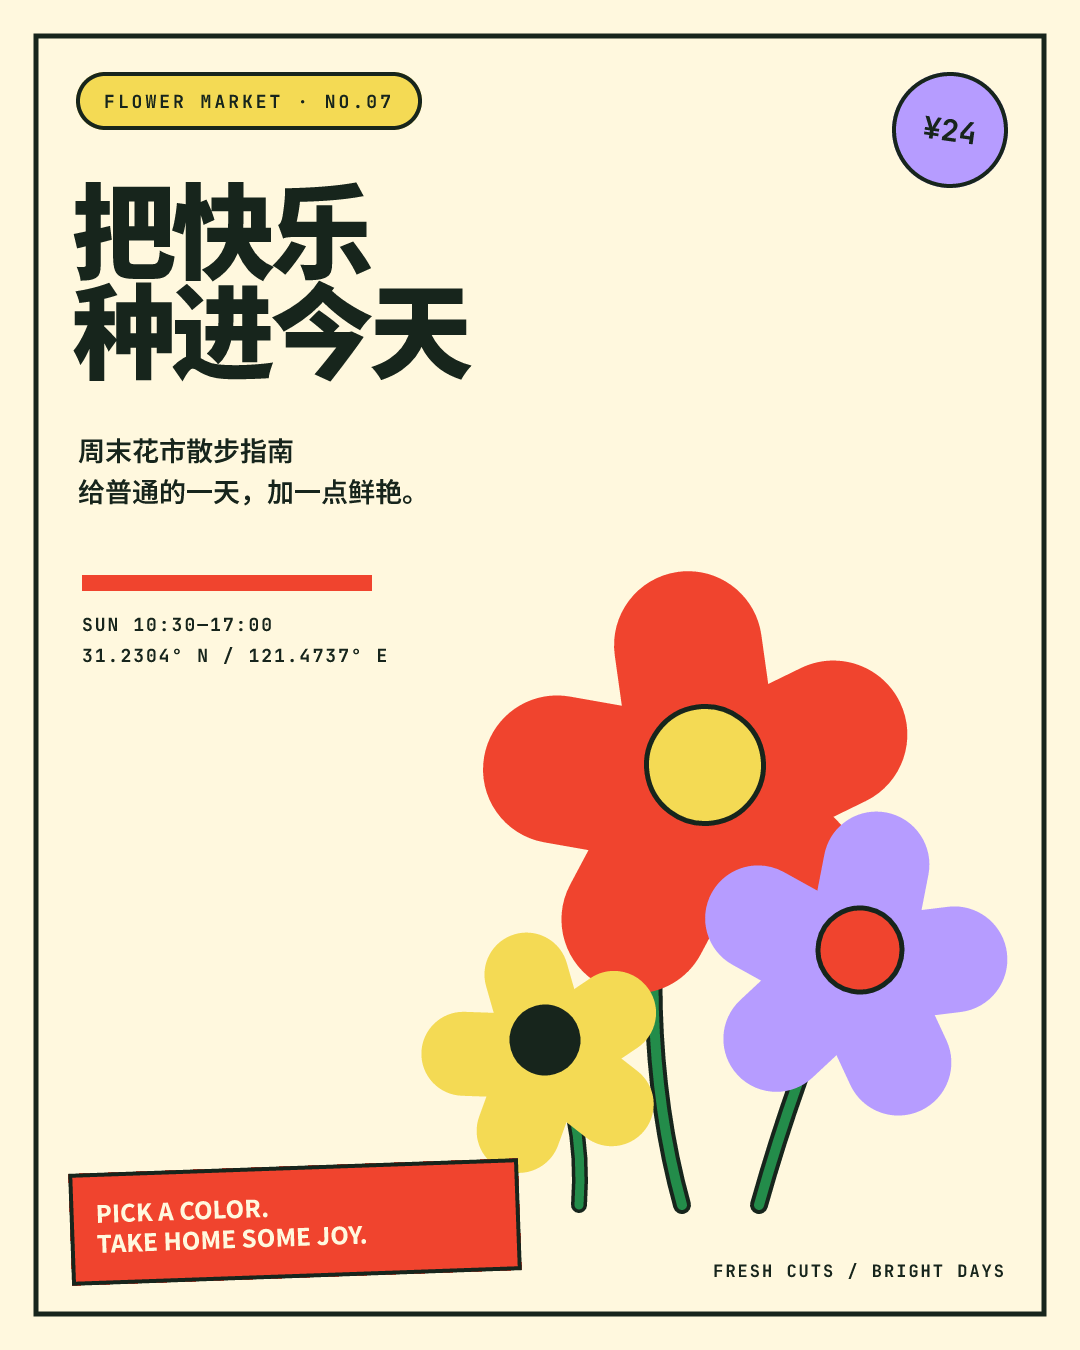 FLOWER MARKET · NO.07
¥24
把快乐
种进今天
周末花市散步指南
给普通的一天，加一点鲜艳。
SUN 10:30—17:00
31.2304° N / 121.4737° E
PICK A COLOR.
TAKE HOME SOME JOY.
FRESH CUTS / BRIGHT DAYS